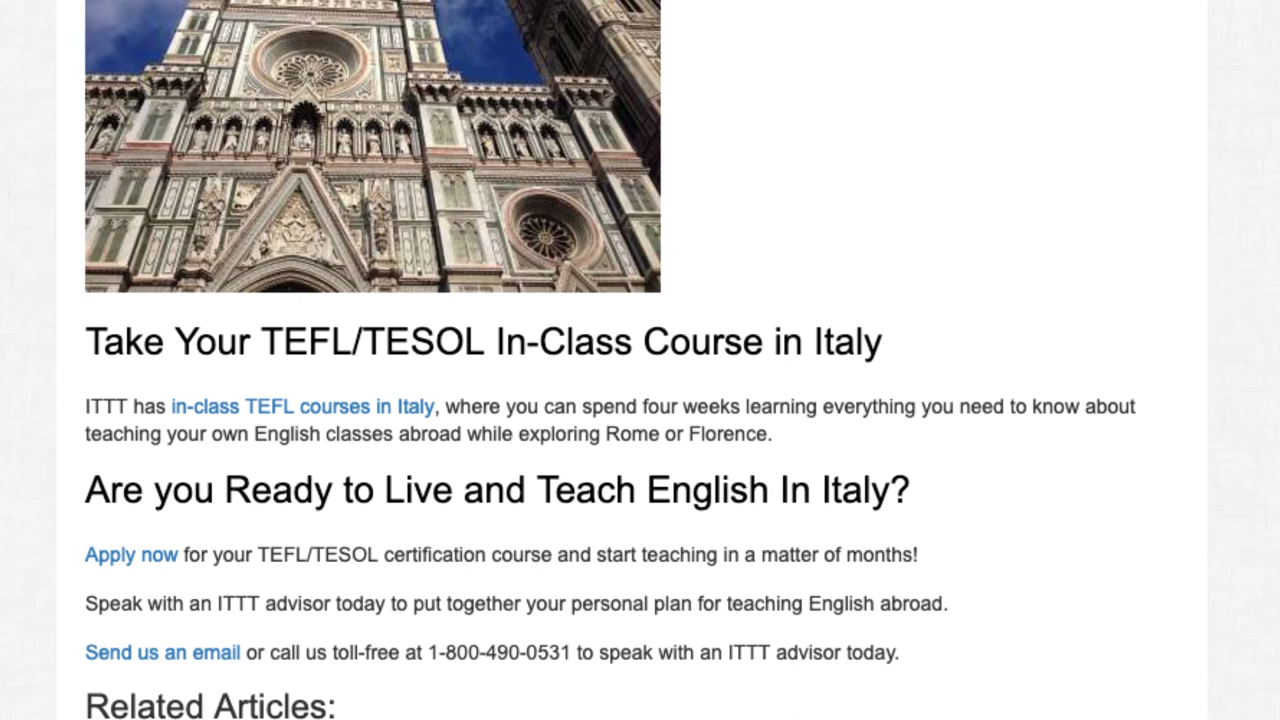 Take Your TEFL/TESOL In-Class Course in Italy
ITTT has in-class TEFL courses in Italy, where you can spend four weeks learning everything you need to know about
teaching your own English classes abroad while exploring Rome or Florence.
Are you Ready to Live and Teach English In Italy?
Apply now for your TEFL/TESOL certification course and start teaching in a matter of months!
Speak with an ITTT advisor today to put together your personal plan for teaching English abroad.
Send us an email or call us toll-free at 1-800-490-0531 to speak with an ITTT advisor today.
Related Articles: